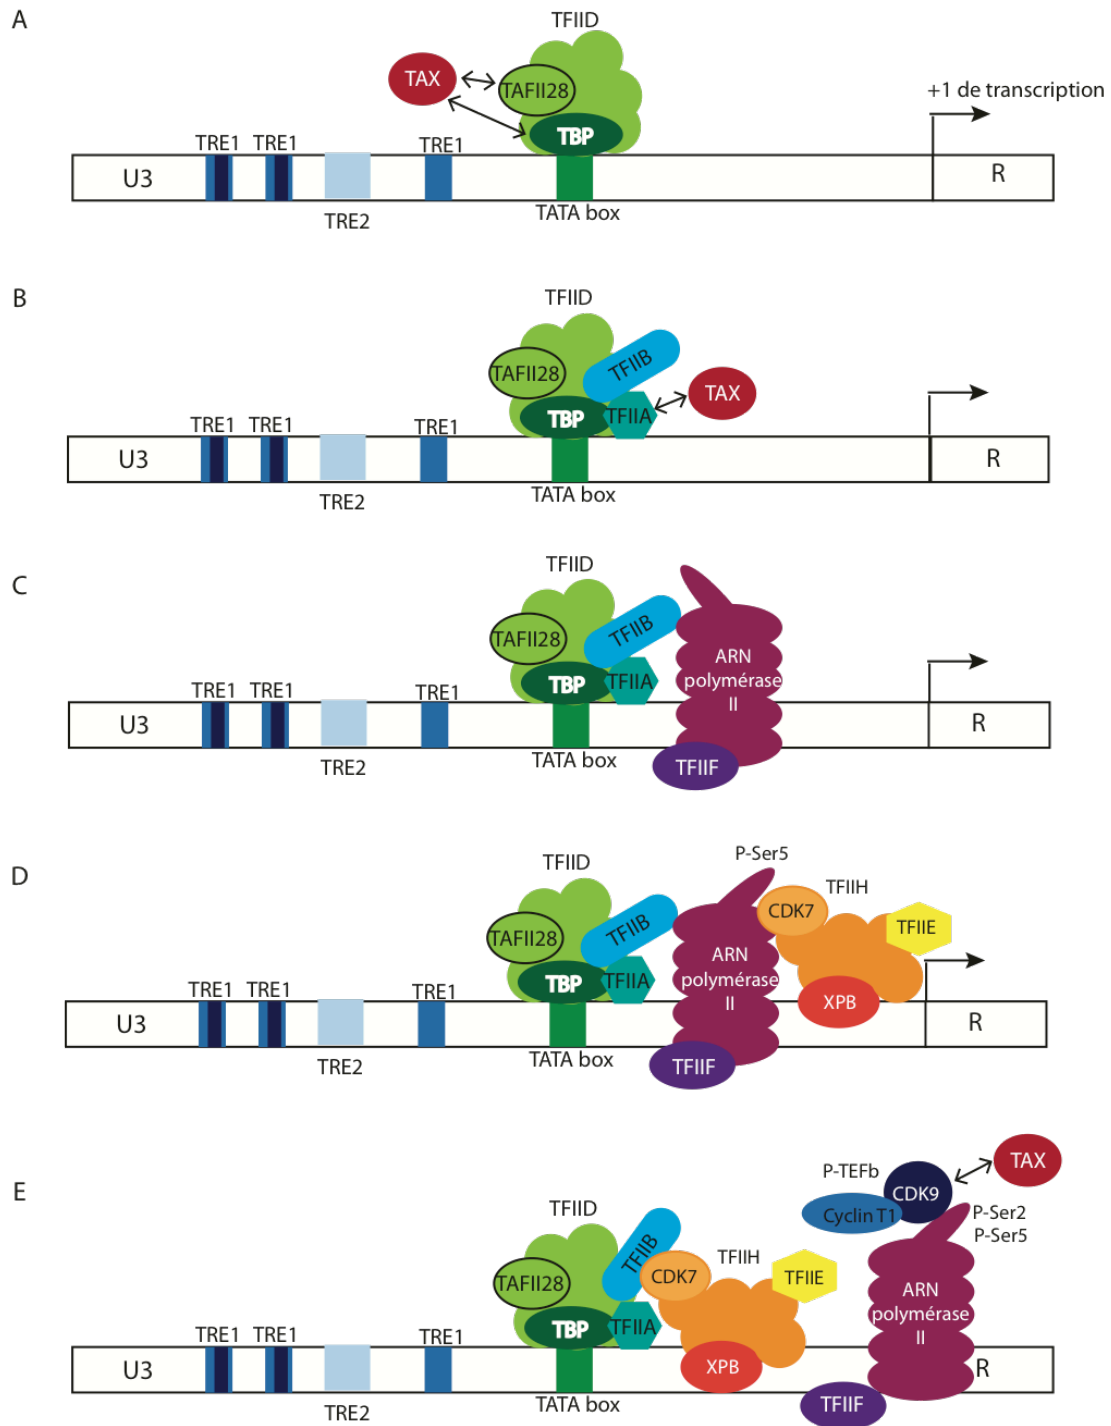 A
TFIID
TAX
TAFII28
+1 de transcription
TBP
TRE1
TRE1
TRE1
U3
R
TRE2
TATA box
B
TFIID
TFIIB
TAFII28
TAX
TBP
TFIIA
TRE1
TRE1
TRE1
U3
R
TRE2
TATA box
C
TFIID
TFIIB
TAFII28
ARN
polymérase
II
TBP
TFIIA
TRE1
TRE1
TRE1
U3
R
TRE2
TATA box
TFIIF
D
P-Ser5
TFIID
TFIIH
CDK7
TFIIB
TFIIE
TAFII28
ARN
polymérase
II
TBP
TFIIA
TRE1
TRE1
TRE1
XPB
U3
R
TRE2
TATA box
TFIIF
E
TAX
P-TEFb
CDK9
TFIID
Cyclin T1
P-Ser2
P-Ser5
TFIIB
TFIIH
CDK7
TFIIE
TAFII28
ARN
polymérase
II
TBP
TFIIA
TRE1
TRE1
TRE1
XPB
U3
R
TRE2
TATA box
TFIIF